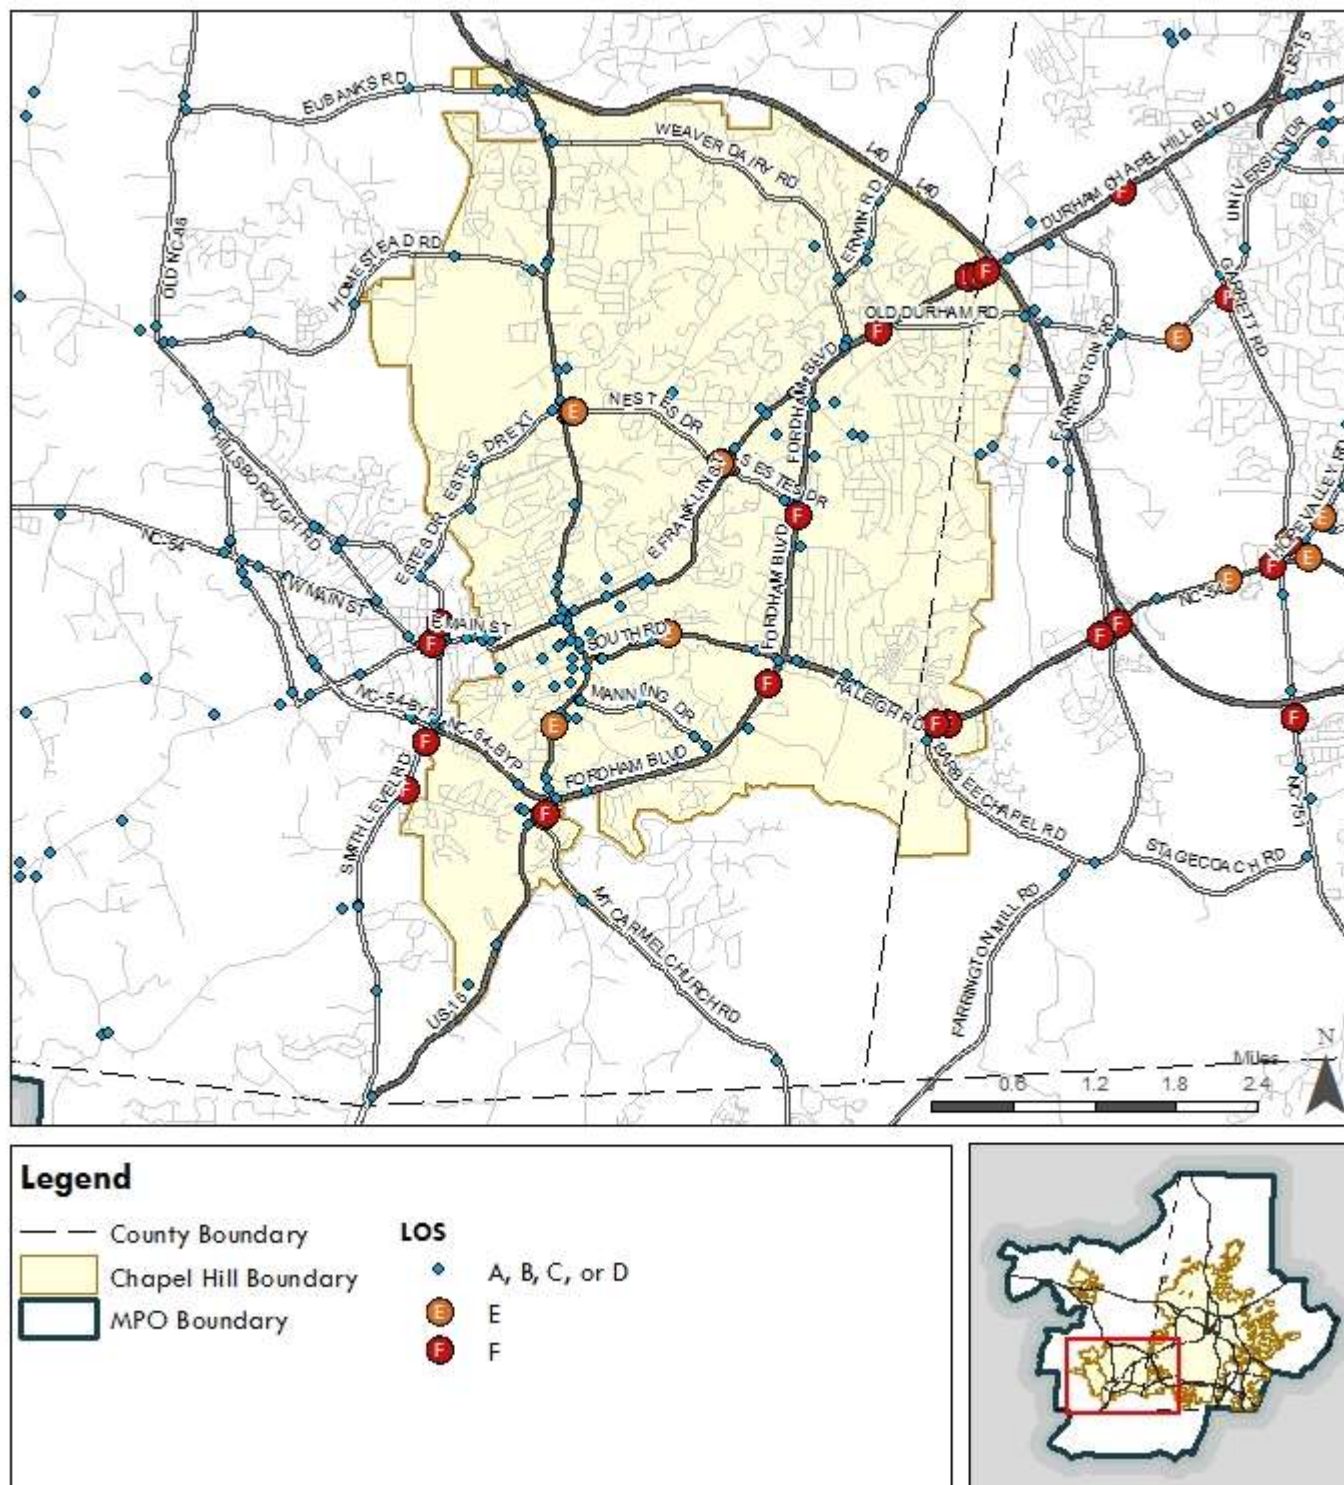 EUBANKS RD
WEAVER DAIRY RD
I-40
I-40
US-15
DURHAM CHAPEL HILL BLVD
UNIVERSITY DR
ERWIN RD
OLD NC-86
HOMESTEAD RD
F
F
OLD DURHAM RD
F
GARRETT RD
F
E
FARRINGTON RD
FORDHAM BLVD
E
N ESTES DR
ESTES DR EXT
HILLSBOROUGH RD
E FRANKLIN ST
S ESTES DR
F
NC-54
ESTES DR
W MAIN ST
E MAIN ST
F
FORDHAM BLVD
SOUTH RD
E
E
E
F
NC-54
F
F
MANNING DR
F
RALEIGH RD
F
NC-54-BYP
NC-54-BYP
E
F
F
SMITH LEVEL RD
F
FORDHAM BLVD
F
BARBEE CHAPEL RD
NC-751
STAGECOACH RD
MT CARMEL CHURCH RD
FARRINGTON MILL RD
US-15
N
Miles
0.6 1.2 1.8 2.4
Legend
County Boundary
Chapel Hill Boundary
MPO Boundary
LOS
A, B, C, or D
E E
F F